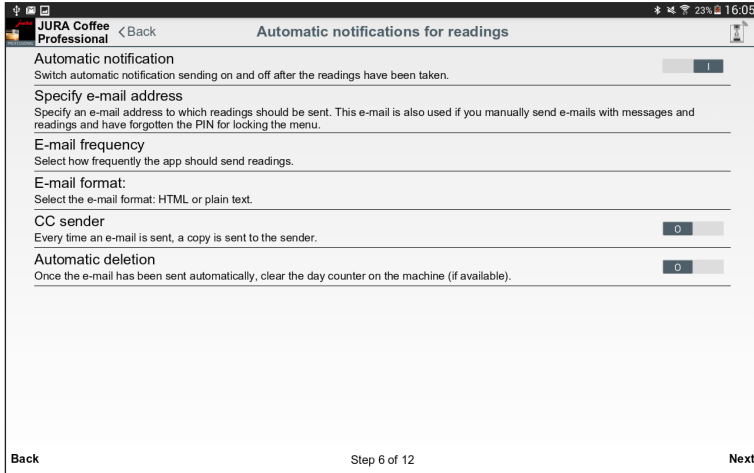 23% 16:05
JURA Coffee
Professional
Back
Automatic notifications for readings
Automatic notification
Switch automatic notification sending on and off after the readings have been taken.
I
Specify e-mail address
Specify an e-mail address to which readings should be sent. This e-mail is also used if you manually send e-mails with messages and
readings and have forgotten the PIN for locking the menu.
E-mail frequency
Select how frequently the app should send readings.
E-mail format:
Select the e-mail format: HTML or plain text.
CC sender
Every time an e-mail is sent, a copy is sent to the sender.
O
Automatic deletion
Once the e-mail has been sent automatically, clear the day counter on the machine (if available).
O
Back
Step 6 of 12
Next